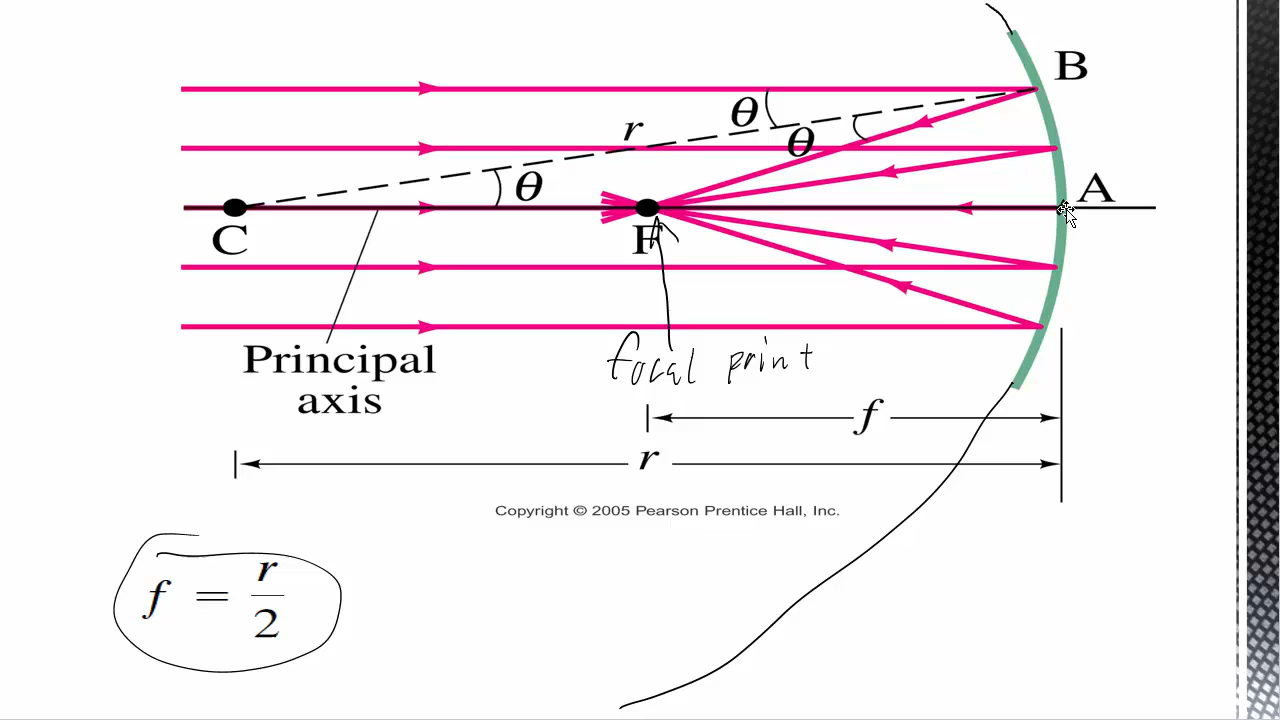 B
θ
r
θ
A
θ
C
F
Principal
axis
focal print
f
r
Copyright © 2005 Pearson Prentice Hall, Inc.
f = r/2